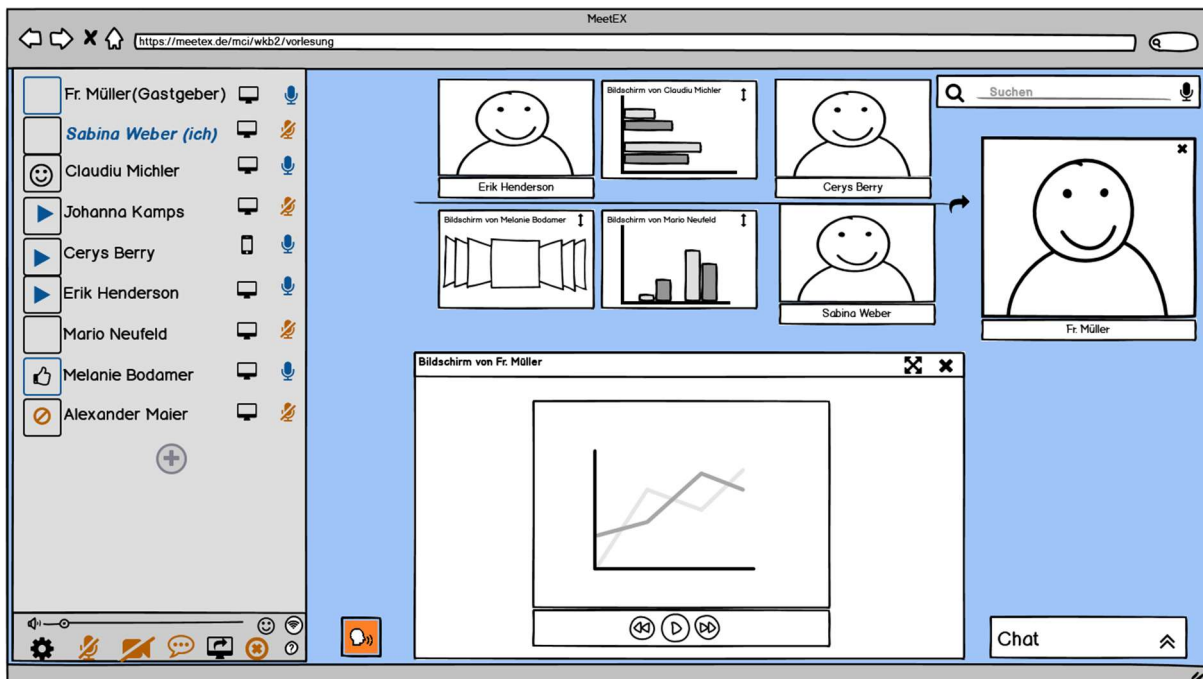 MeetEX
https://meetex.de/mci/wkb2/vorlesung
Fr. Müller(Gastgeber)
Sabina Weber (ich)
Claudiu Michler
Johanna Kamps
Cerys Berry
Erik Henderson
Mario Neufeld
Melanie Bodamer
Alexander Maier
Erik Henderson
Bildschirm von Claudiu Michler
Cerys Berry
Suchen
Bildschirm von Melanie Bodamer
Bildschirm von Mario Neufeld
Sabina Weber
Fr. Müller
Bildschirm von Fr. Müller
Chat